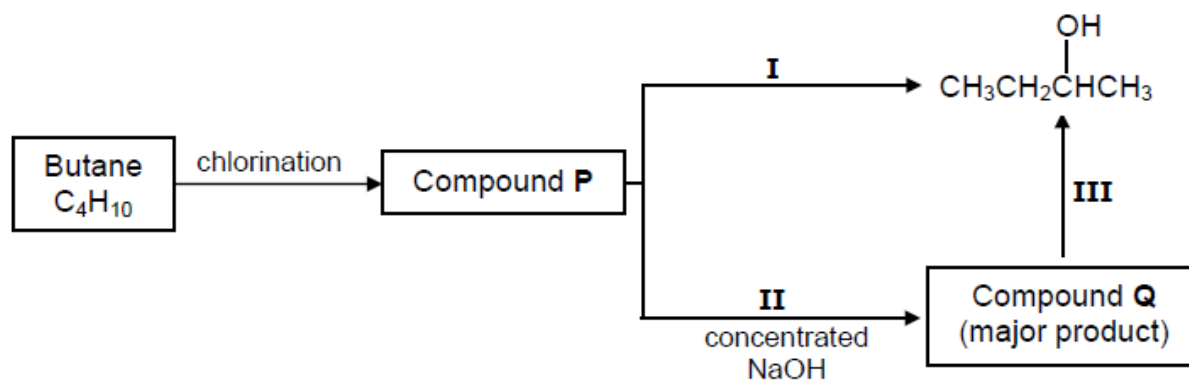 OH
I
CH₃CH₂CHCH₃
Butane
C₄H₁₀
chlorination
Compound P
III
II
concentrated
NaOH
Compound Q
(major product)